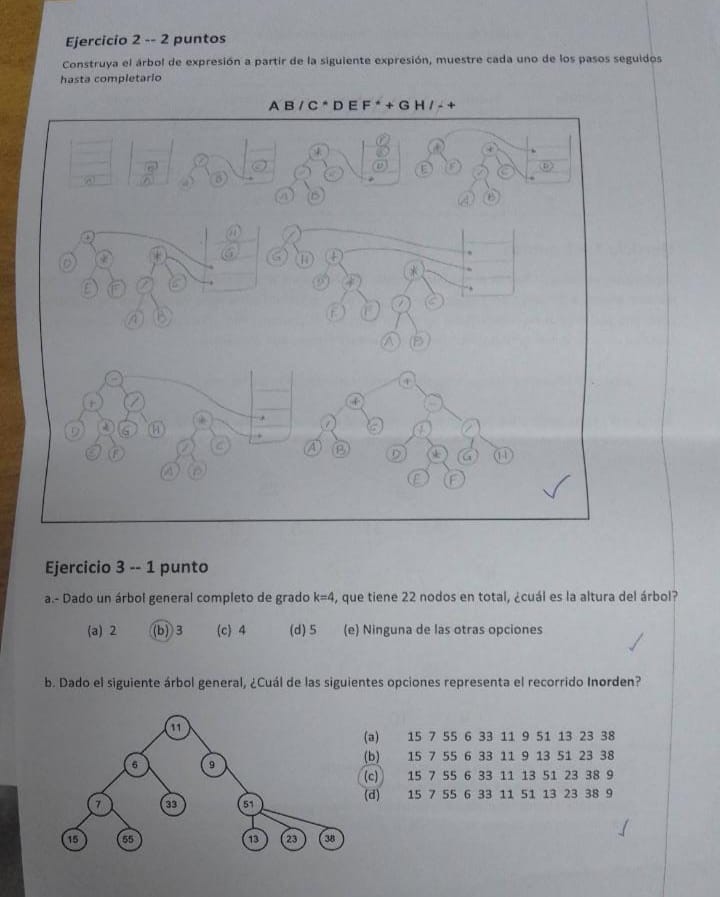 Ejercicio 2 -- 2 puntos
Construya el árbol de expresión a partir de la siguiente expresión, muestre cada uno de los pasos seguidos
hasta completarlo
A B / C * D E F * + G H / - +
A
B
A
/
A
B
C
*
/
C
A
B
F
E
D
*
E
F
*
/
C
A
B
D
+
D
*
E
F
*
/
C
A
B
H
G
/
G
H
+
D
*
E
F
*
/
C
A
B
-
+
/
D
*
G
H
E
F
*
/
C
A
B
+
*
-
/
C
+
/
A
B
D
*
G
H
E
F
Ejercicio 3 -- 1 punto
a.- Dado un árbol general completo de grado k=4, que tiene 22 nodos en total, ¿cuál es la altura del árbol?
(a) 2 (b) 3 (c) 4 (d) 5 (e) Ninguna de las otras opciones
b. Dado el siguiente árbol general, ¿Cuál de las siguientes opciones representa el recorrido Inorden?
11
6
9
7
33
51
15
55
13
23
38
(a) 15 7 55 6 33 11 9 51 13 23 38
(b) 15 7 55 6 33 11 9 13 51 23 38
(c) 15 7 55 6 33 11 13 51 23 38 9
(d) 15 7 55 6 33 11 51 13 23 38 9